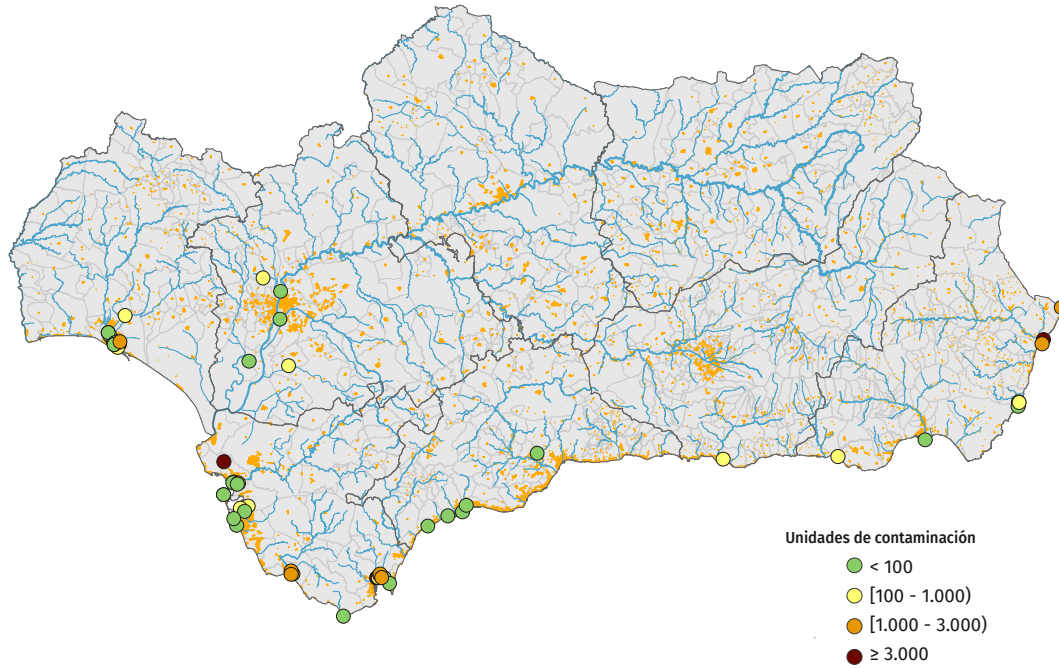 Unidades de contaminación
< 100
[100 - 1.000)
[1.000 - 3.000)
≥ 3.000